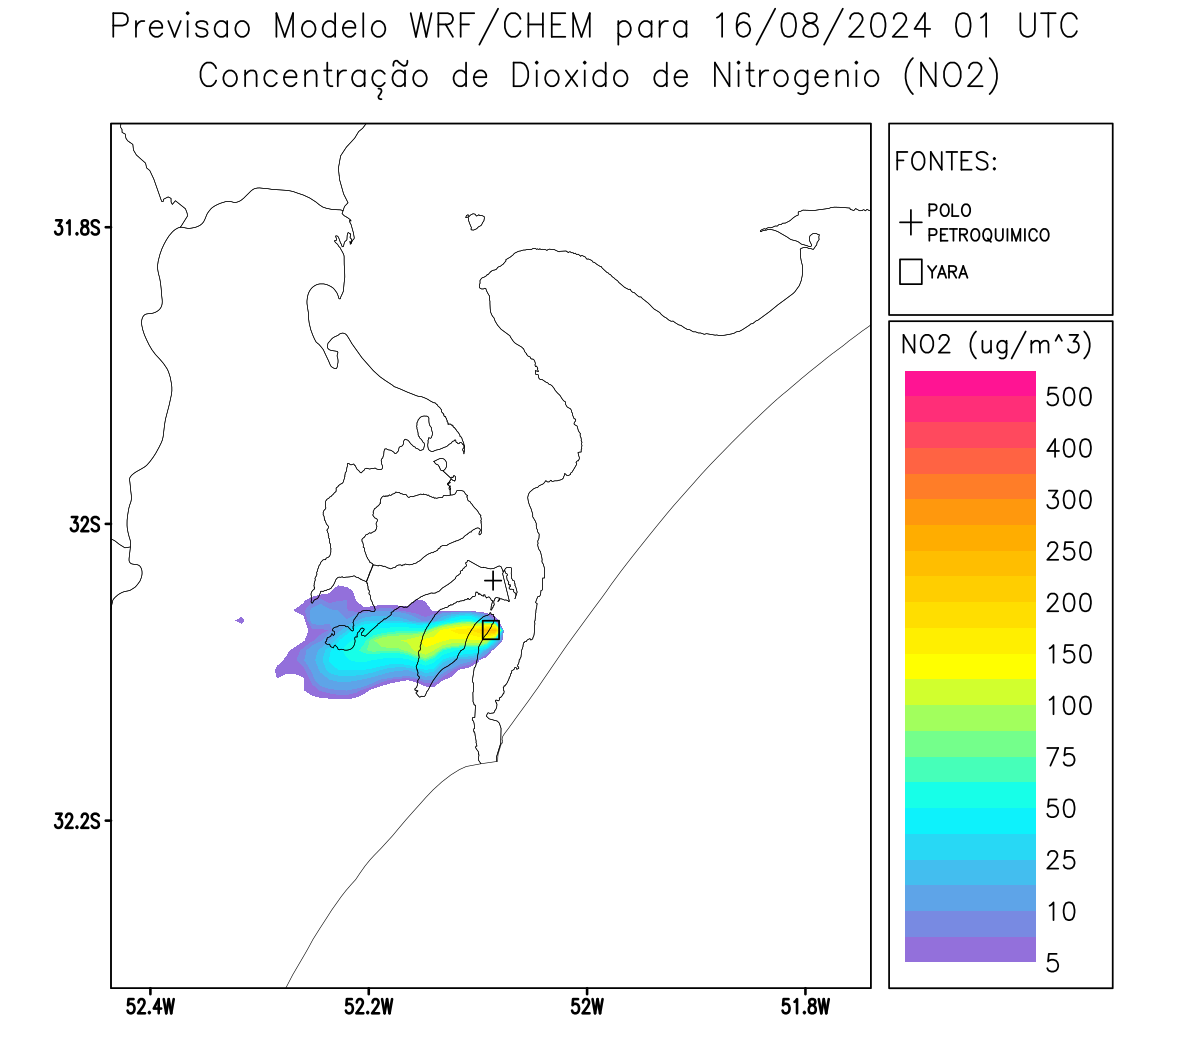 Previsao Modelo WRF/CHEM para 16/08/2024 01 UTC
Concentração de Dioxido de Nitrogenio (NO2)
FONTES:
POLO
PETROQUIMICO
YARA
31.8S
32S
32.2S
52.4W
52.2W
52W
51.8W
NO2 (ug/m^3)
500
400
300
250
200
150
100
75
50
25
10
5